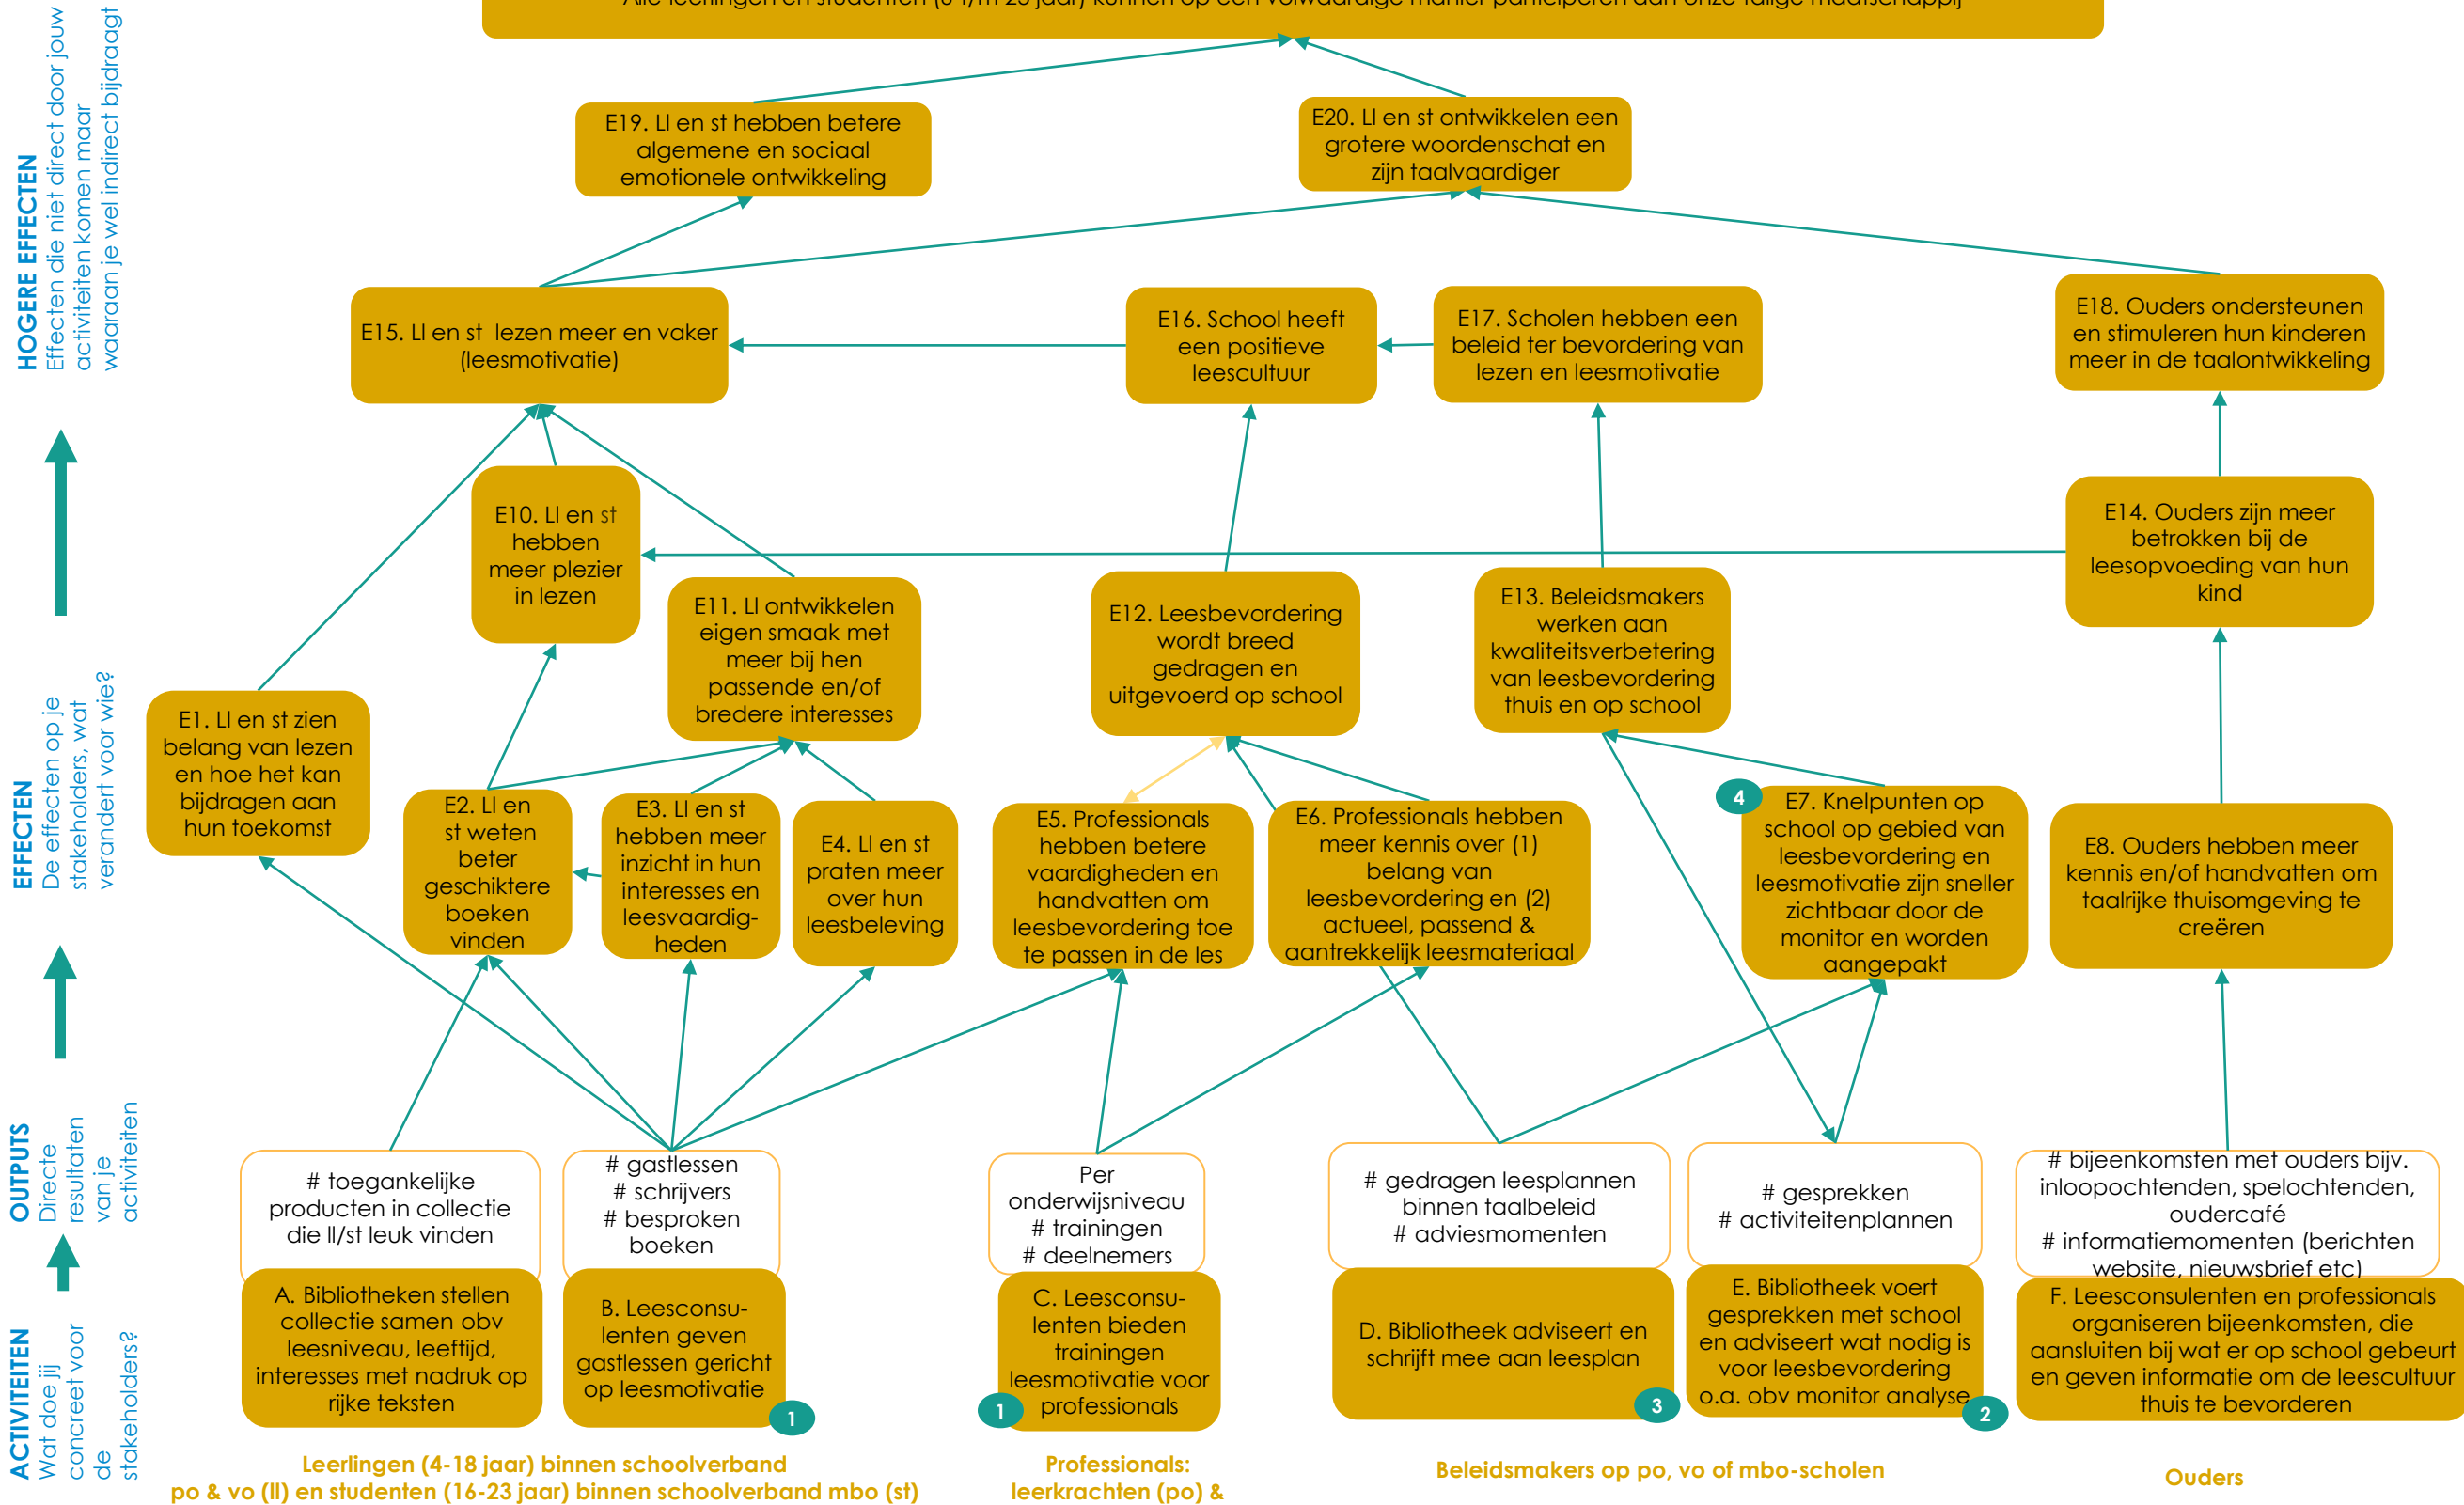 Alle leerlingen en studenten (0 t/m 23 jaar) kunnen op een volwaardige manier participeren aan onze talige maatschappij
HOGERE EFFECTEN
Effecten die niet direct door jouw
activiteiten komen maar
waaraan je wel indirect bijdraagt
E19. Ll en st hebben betere
algemene en sociaal
emotionele ontwikkeling
E20. Ll en st ontwikkelen een
grotere woordenschat en
zijn taalvaardiger
E15. Ll en st lezen meer en vaker
(leesmotivatie)
E16. School heeft
een positieve
leescultuur
E17. Scholen hebben een
beleid ter bevordering van
lezen en leesmotivatie
E18. Ouders ondersteunen
en stimuleren hun kinderen
meer in de taalontwikkeling
EFFECTEN
De effecten op je
stakeholders, wat
verandert voor wie?
E10. Ll en st
hebben
meer plezier
in lezen
E11. Ll ontwikkelen
eigen smaak met
meer bij hen
passende en/of
bredere interesses
E12. Leesbevordering
wordt breed
gedragen en
uitgevoerd op school
E13. Beleidsmakers
werken aan
kwaliteitsverbetering
van leesbevordering
thuis en op school
E14. Ouders zijn meer
betrokken bij de
leesopvoeding van hun
kind
E1. Ll en st zien
belang van lezen
en hoe het kan
bijdragen aan
hun toekomst
E2. Ll en
st weten
beter
geschiktere
boeken
vinden
E3. Ll en st
hebben meer
inzicht in hun
interesses en
leesvaardig-
heden
E4. Ll en st
praten meer
over hun
leesbeleving
E5. Professionals
hebben betere
vaardigheden en
handvatten om
leesbevordering toe
te passen in de les
E6. Professionals hebben
meer kennis over (1)
belang van
leesbevordering en (2)
actueel, passend &
aantrekkelijk leesmateriaal
4
E7. Knelpunten op
school op gebied van
leesbevordering en
leesmotivatie zijn sneller
zichtbaar door de
monitor en worden
aangepakt
E8. Ouders hebben meer
kennis en/of handvatten om
taalrijke thuisomgeving te
creëren
OUTPUTS
Directe
resultaten
van je
activiteiten
# toegankelijke
producten in collectie
die ll/st leuk vinden
# gastlessen
# schrijvers
# besproken
boeken
Per
onderwijsniveau
# trainingen
# deelnemers
# gedragen leesplannen
binnen taalbeleid
# adviesmomenten
# gesprekken
# activiteitenplannen
# bijeenkomsten met ouders bijv.
inloopochtenden, spelochtenden,
oudercafé
# informatiemomenten (berichten
website, nieuwsbrief etc)
ACTIVITEITEN
Wat doe jij
concreet voor
de
stakeholders?
A. Bibliotheken stellen
collectie samen obv
leesniveau, leeftijd,
interesses met nadruk op
rijke teksten
B. Leesconsu-
lenten geven
gastlessen gericht
op leesmotivatie
1
C. Leesconsu-
lenten bieden
trainingen
leesmotivatie voor
professionals
1
D. Bibliotheek adviseert en
schrijft mee aan leesplan
3
E. Bibliotheek voert
gesprekken met school
en adviseert wat nodig is
voor leesbevordering
o.a. obv monitor analyse
2
F. Leesconsulenten en professionals
organiseren bijeenkomsten, die
aansluiten bij wat er op school gebeurt
en geven informatie om de leescultuur
thuis te bevorderen
Leerlingen (4-18 jaar) binnen schoolverband
po & vo (ll) en studenten (16-23 jaar) binnen schoolverband mbo (st)
Professionals:
leerkrachten (po) &
Beleidsmakers op po, vo of mbo-scholen
Ouders